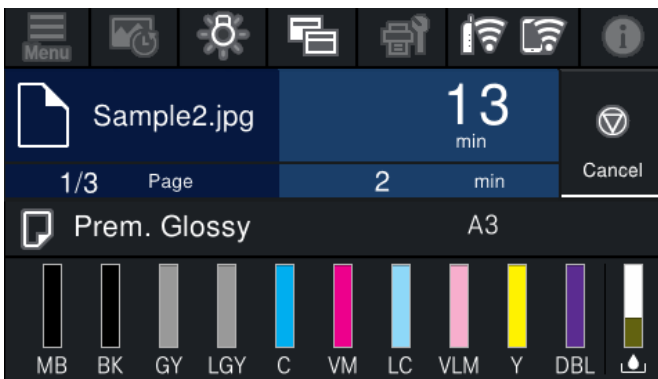 Menu
Sample2.jpg
13
min
Cancel
1/3 Page
2 min
Prem. Glossy A3
MB BK GY LGY C VM LC VLM Y DBL